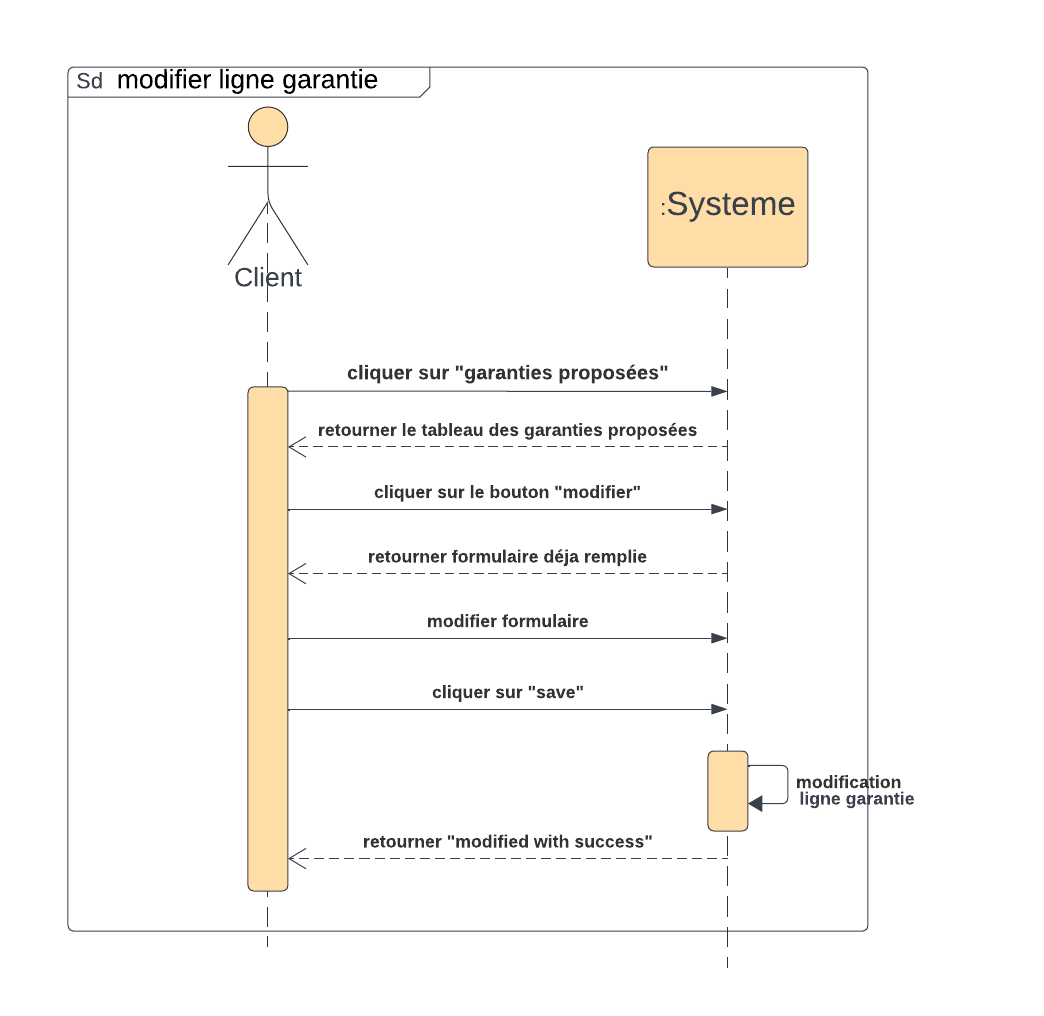 Sd modifier ligne garantie
:Systeme
Client
cliquer sur "garanties proposées"
retourner le tableau des garanties proposées
cliquer sur le bouton "modifier"
retourner formulaire déja remplie
modifier formulaire
cliquer sur "save"
modification
ligne garantie
retourner "modified with success"